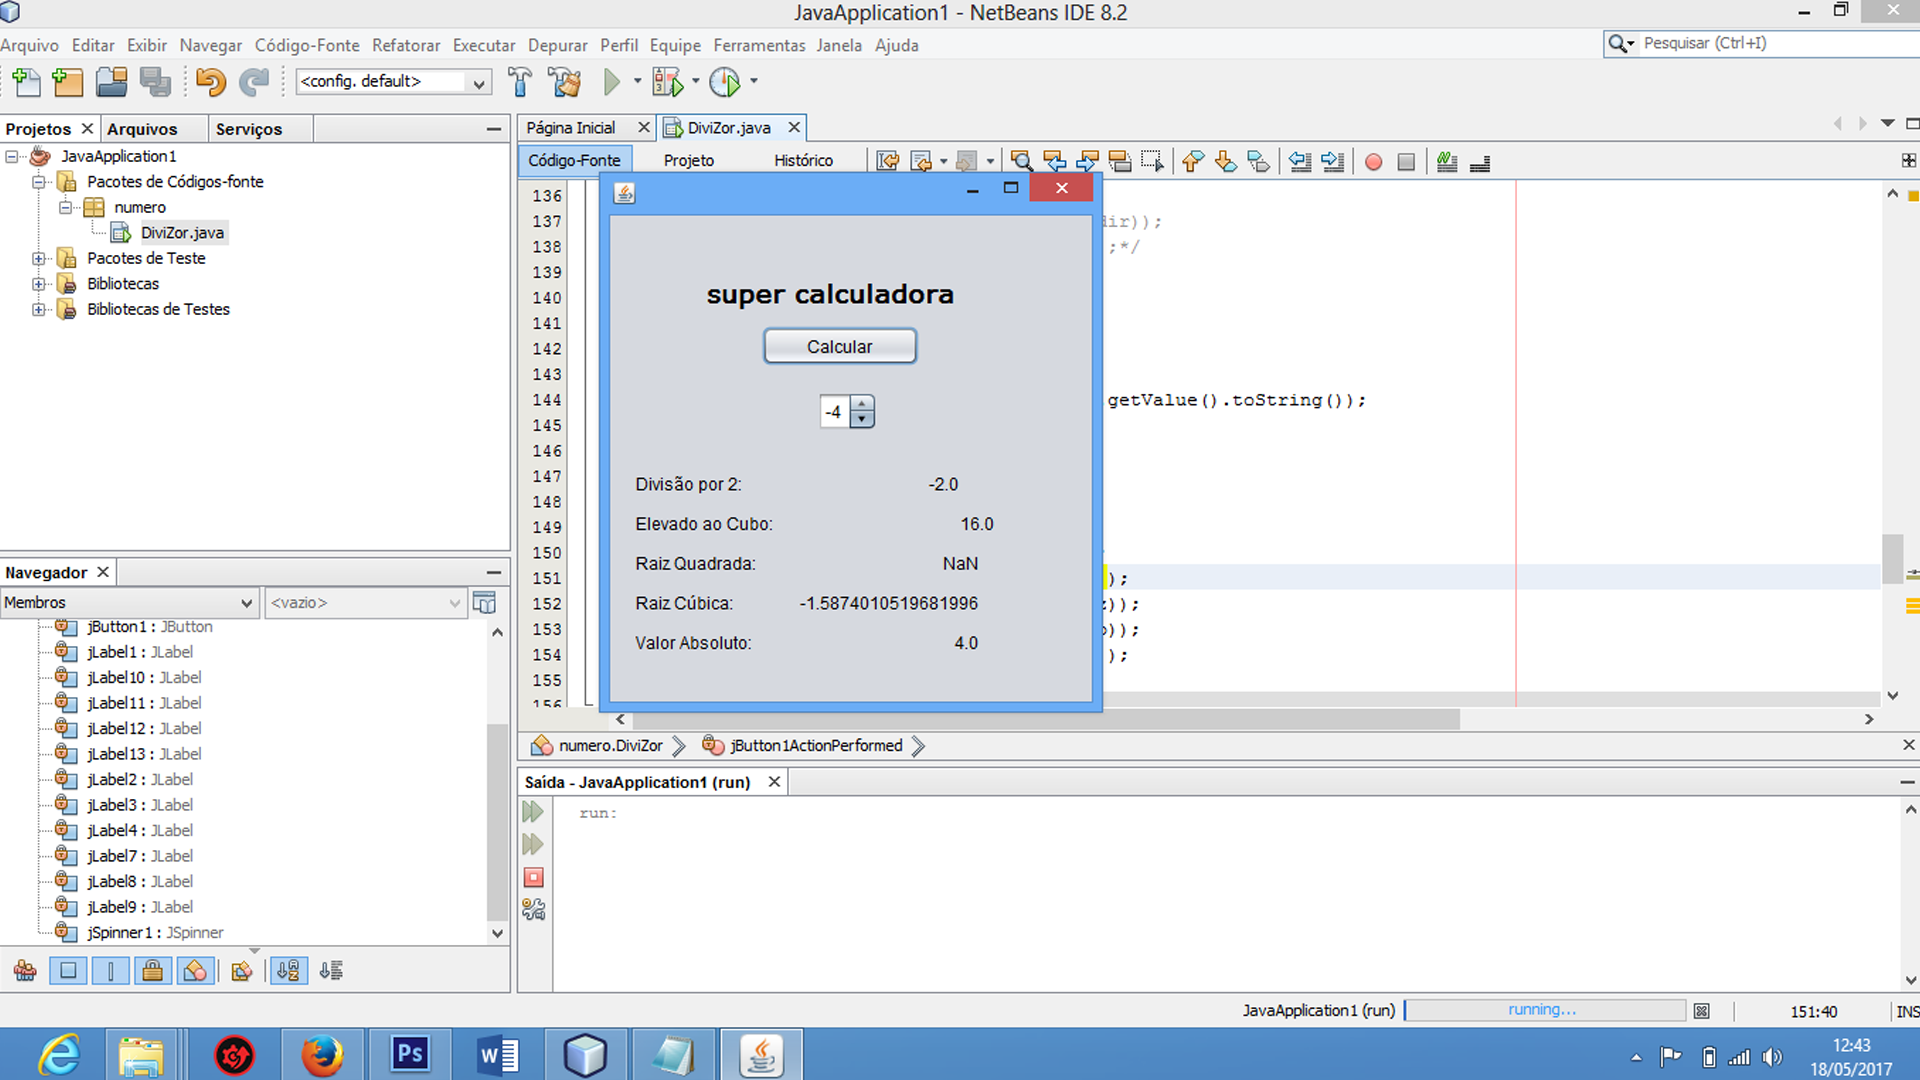 JavaApplication1 - NetBeans IDE 8.2
Arquivo Editar Exibir Navegar Código-Fonte Refatorar Executar Depurar Perfil Equipe Ferramentas Janela Ajuda
Pesquisar (Ctrl+I)
<config. default>
Projetos Arquivos Serviços
JavaApplication1
Pacotes de Códigos-fonte
numero
DiviZor.java
Pacotes de Teste
Bibliotecas
Bibliotecas de Testes
Navegador
Membros <vazio>
jButton1 : JButton
jLabel1 : JLabel
jLabel10 : JLabel
jLabel11 : JLabel
jLabel12 : JLabel
jLabel13 : JLabel
jLabel2 : JLabel
jLabel3 : JLabel
jLabel4 : JLabel
jLabel7 : JLabel
jLabel8 : JLabel
jLabel9 : JLabel
jSpinner1 : JSpinner
Página Inicial DiviZor.java
Código-Fonte Projeto Histórico
136
137 dir));
138 ;*/
139
140
141
142
143
144 getValue().toString());
145
146
147
148
149
150
151 );
152 ));
153 ));
154 );
155
156
super calculadora
Calcular
-4
Divisão por 2: -2.0
Elevado ao Cubo: 16.0
Raiz Quadrada: NaN
Raiz Cúbica: -1.5874010519681996
Valor Absoluto: 4.0
numero.DiviZor jButton1ActionPerformed
Saída - JavaApplication1 (run)
run:
JavaApplication1 (run) running... 151:40 INS
Ps W
12:43
18/05/2017